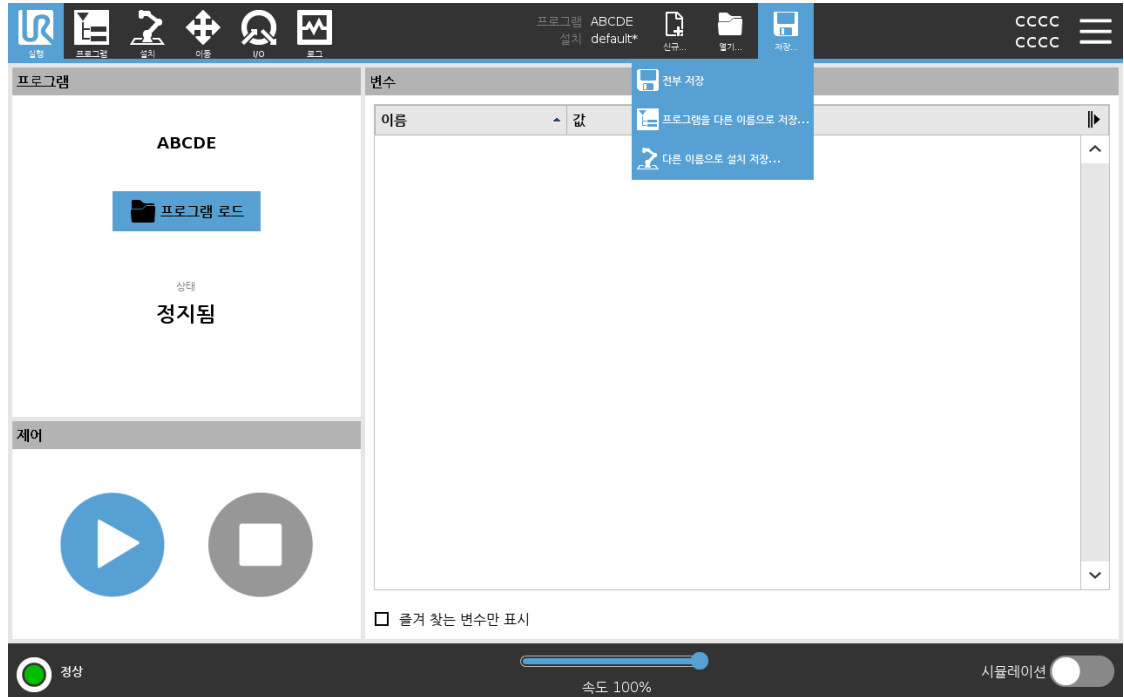 UR
실행
프로그램
설치
이동
I/O
로그
프로그램 ABCDE
설치 default*
신규...
열기...
저장...
CCCC
CCCC
전부 저장
프로그램을 다른 이름으로 저장...
다른 이름으로 설치 저장...
프로그램
ABCDE
프로그램 로드
상태
정지됨
제어
변수
이름
값
즐겨 찾는 변수만 표시
정상
속도 100%
시뮬레이션